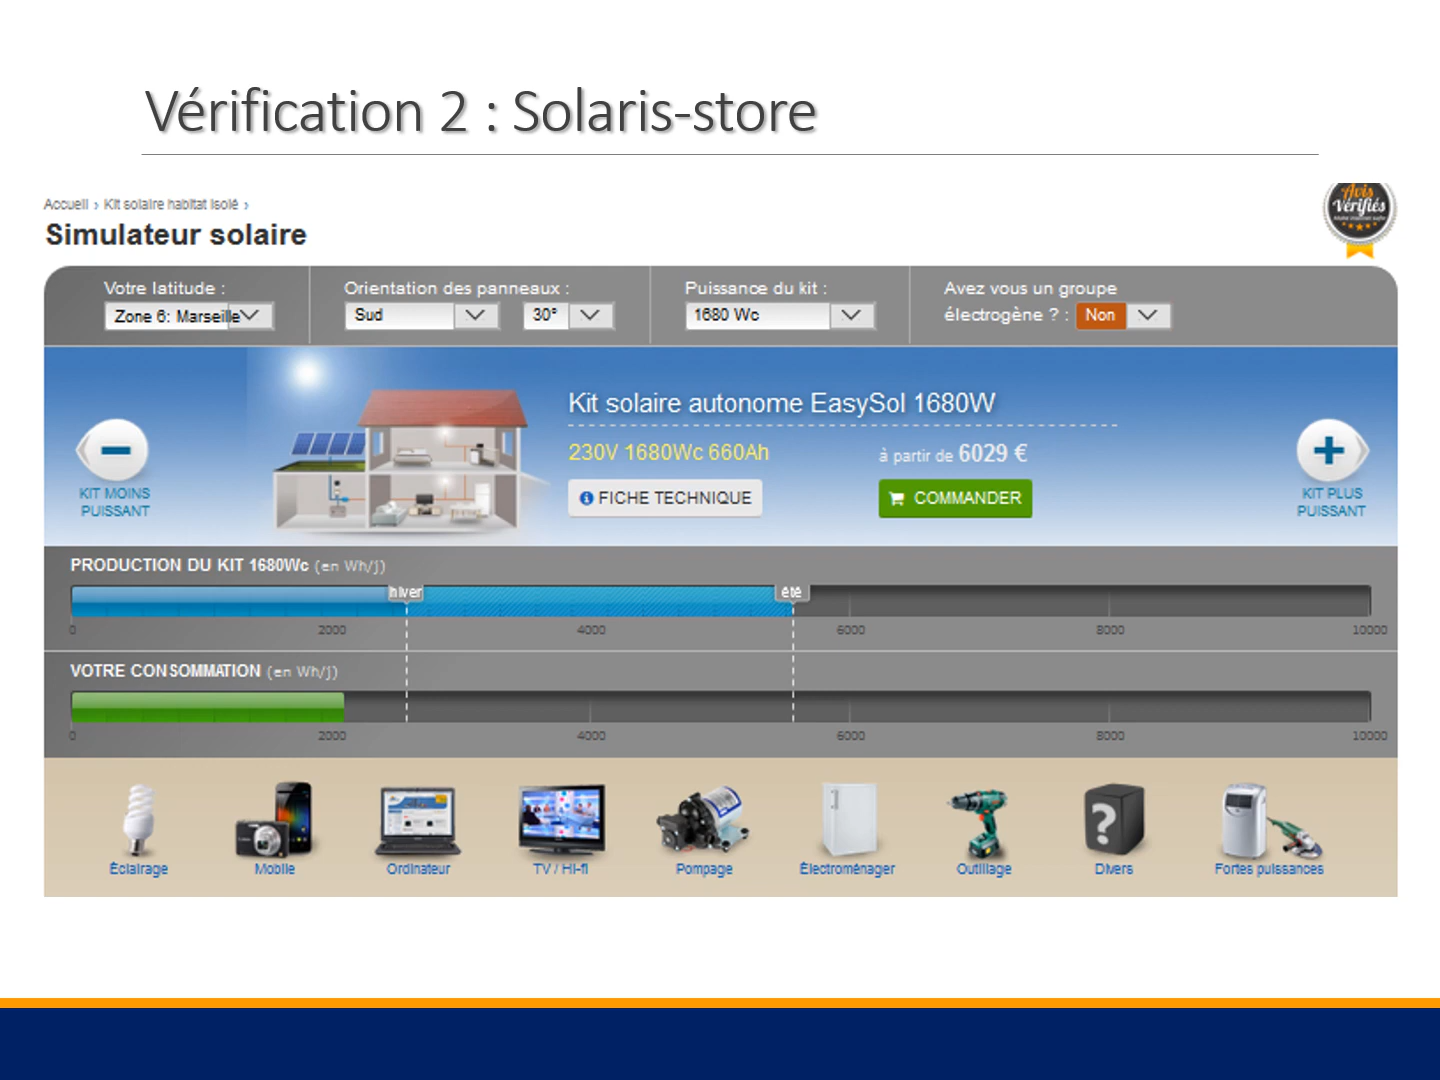 Vérification 2 : Solaris-store
Accueil › Kit solaire habitat isolé ›
Simulateur solaire
Avis
Vérifiés
Votre latitude :
Zone 6: Marseille
Orientation des panneaux :
Sud
30°
Puissance du kit :
1680 Wc
Avez vous un groupe
électrogène ? : Non
Kit solaire autonome EasySol 1680W
230V 1680Wc 660Ah
à partir de 6029 €
FICHE TECHNIQUE
COMMANDER
KIT MOINS
PUISSANT
KIT PLUS
PUISSANT
PRODUCTION DU KIT 1680Wc (en Wh/j)
hiver
été
0 2000 4000 6000 8000 10000
VOTRE CONSOMMATION (en Wh/j)
0 2000 4000 6000 8000 10000
Éclairage
Mobile
Ordinateur
TV / Hi-fi
Pompage
Électroménager
Outillage
Divers
Fortes puissances